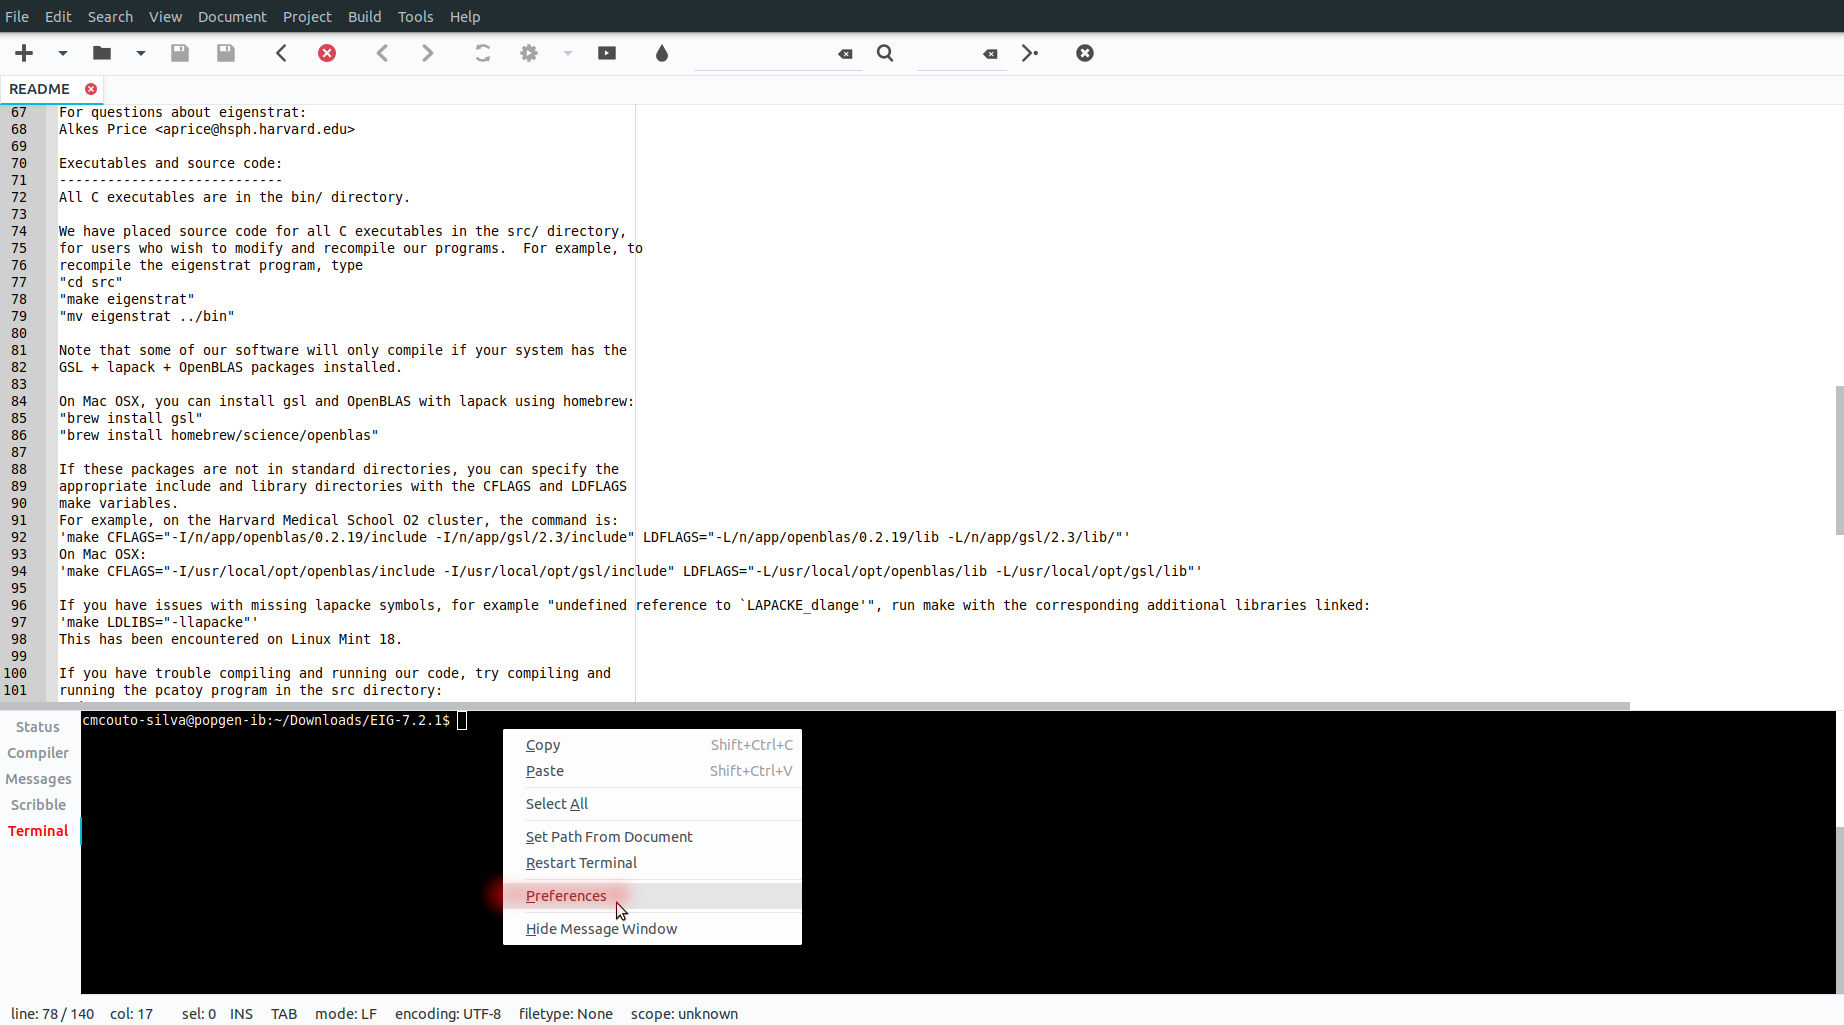 File Edit Search View Document Project Build Tools Help
README
67 For questions about eigenstrat:
68 Alkes Price <aprice@hsph.harvard.edu>
69
70 Executables and source code:
71 ----------------------------
72 All C executables are in the bin/ directory.
73
74 We have placed source code for all C executables in the src/ directory,
75 for users who wish to modify and recompile our programs.  For example, to
76 recompile the eigenstrat program, type
77 "cd src"
78 "make eigenstrat"
79 "mv eigenstrat ../bin"
80
81 Note that some of our software will only compile if your system has the
82 GSL + lapack + OpenBLAS packages installed.
83
84 On Mac OSX, you can install gsl and OpenBLAS with lapack using homebrew:
85 "brew install gsl"
86 "brew install homebrew/science/openblas"
87
88 If these packages are not in standard directories, you can specify the
89 appropriate include and library directories with the CFLAGS and LDFLAGS
90 make variables.
91 For example, on the Harvard Medical School O2 cluster, the command is:
92 'make CFLAGS="-I/n/app/openblas/0.2.19/include -I/n/app/gsl/2.3/include" LDFLAGS="-L/n/app/openblas/0.2.19/lib -L/n/app/gsl/2.3/lib/"'
93 On Mac OSX:
94 'make CFLAGS="-I/usr/local/opt/openblas/include -I/usr/local/opt/gsl/include" LDFLAGS="-L/usr/local/opt/openblas/lib -L/usr/local/opt/gsl/lib"'
95
96 If you have issues with missing lapacke symbols, for example "undefined reference to `LAPACKE_dlange'", run make with the corresponding additional libraries linked:
97 'make LDLIBS="-llapacke"'
98 This has been encountered on Linux Mint 18.
99
100 If you have trouble compiling and running our code, try compiling and
101 running the pcatoy program in the src directory:
Status
Compiler
Messages
Scribble
Terminal
cmcouto-silva@popgen-ib:~/Downloads/EIG-7.2.1$
Copy Shift+Ctrl+C
Paste Shift+Ctrl+V
Select All
Set Path From Document
Restart Terminal
Preferences
Hide Message Window
line: 78 / 140 col: 17 sel: 0 INS TAB mode: LF encoding: UTF-8 filetype: None scope: unknown